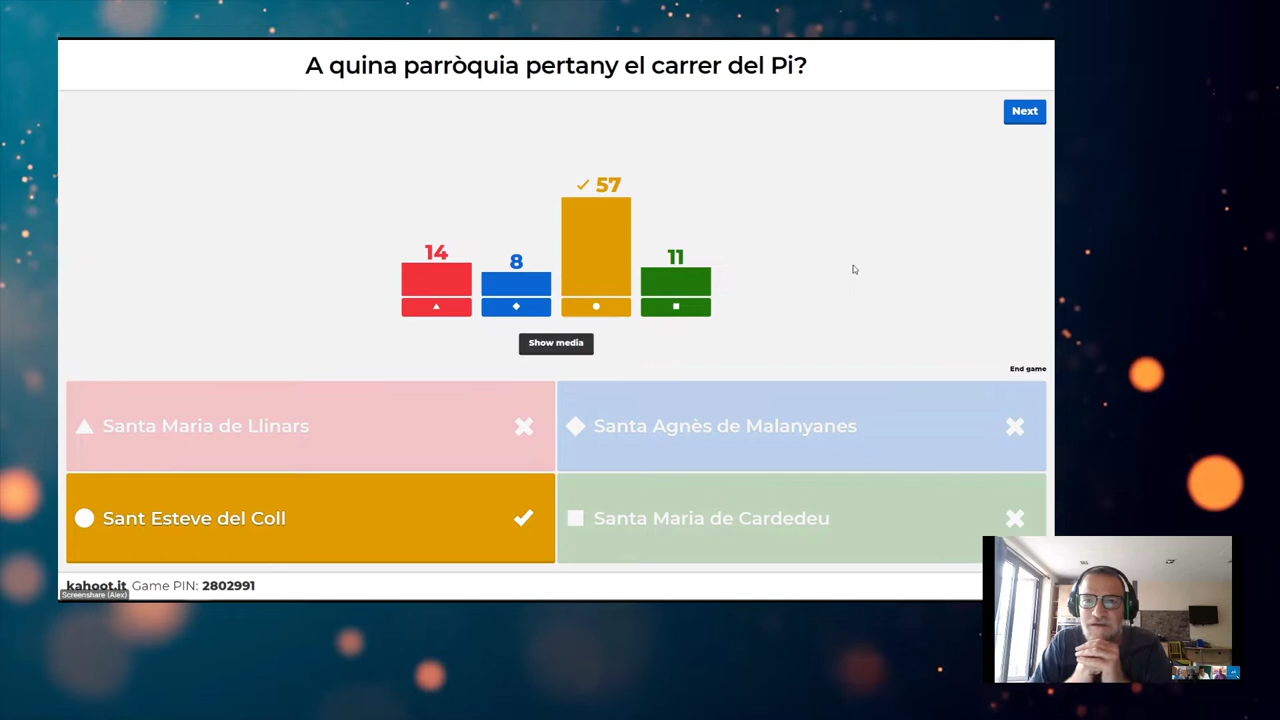 A quina parròquia pertany el carrer del Pi?
Next
14
8
57
11
Show media
End game
Santa Maria de Llinars
Santa Agnès de Malanyanes
Sant Esteve del Coll
Santa Maria de Cardedeu
kahoot.it Game PIN: 2802991
Screenshare (Alex)